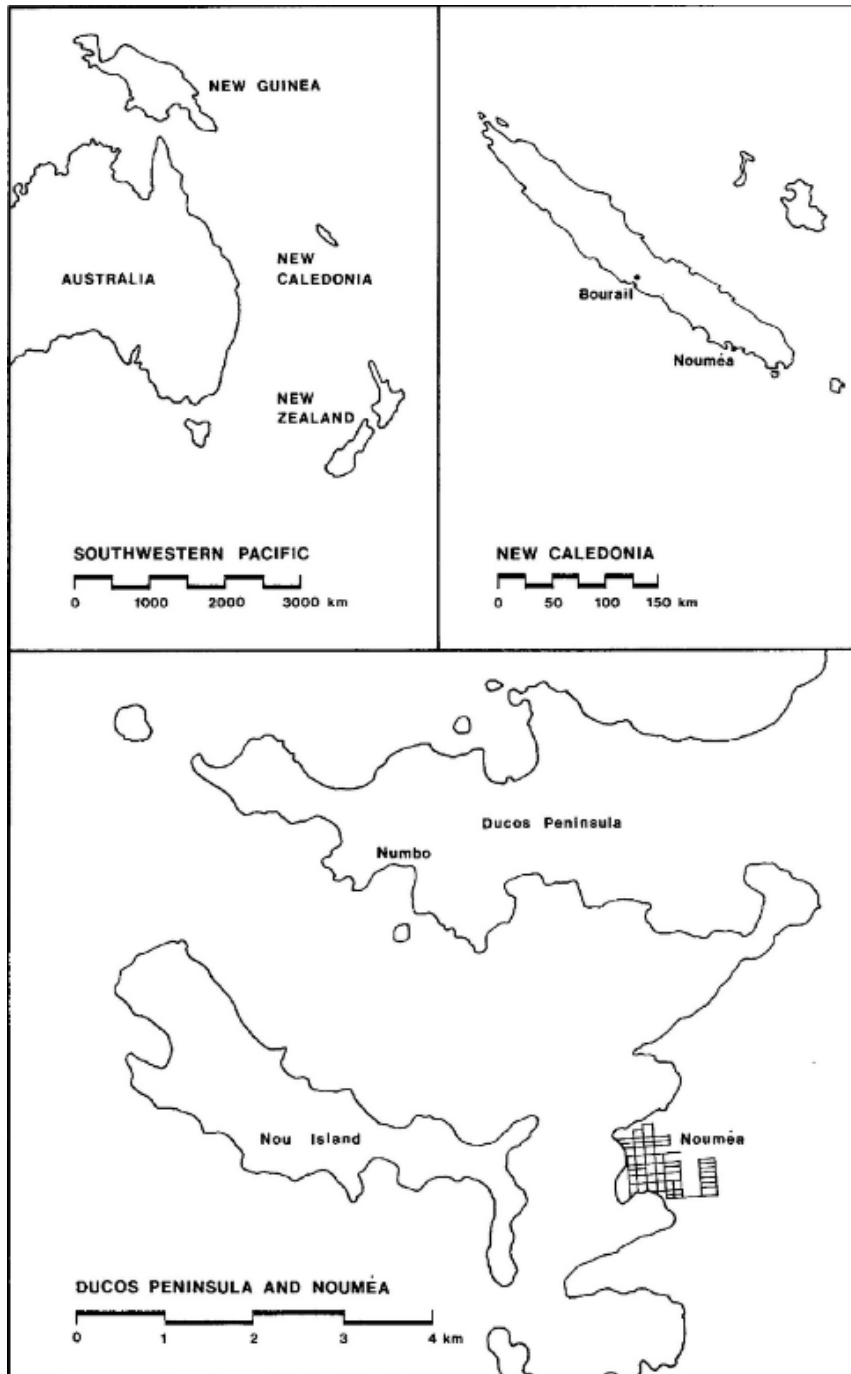 NEW GUINEA
AUSTRALIA
NEW
CALEDONIA
NEW
ZEALAND
SOUTHWESTERN PACIFIC
0 1000 2000 3000 km
Bourail
Nouméa
NEW CALEDONIA
0 50 100 150 km
Ducos Peninsula
Numbo
Nou Island
Nouméa
DUCOS PENINSULA AND NOUMÉA
0 1 2 3 4 km